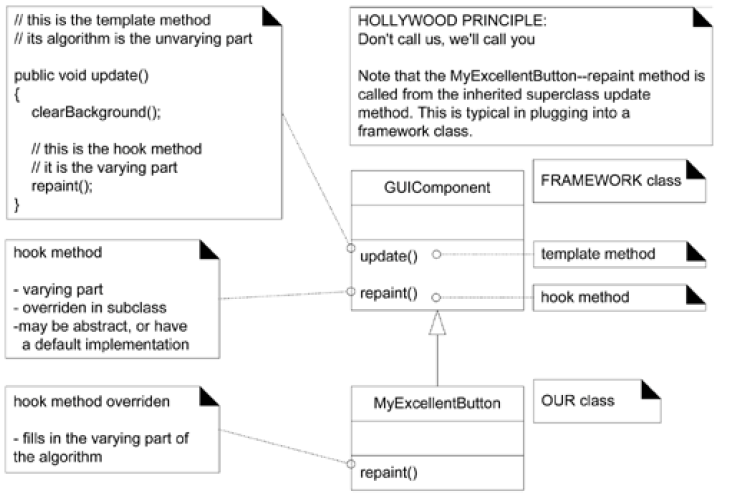 // this is the template method
// its algorithm is the unvarying part
public void update()
{
clearBackground();
// this is the hook method
// it is the varying part
repaint();
}
HOLLYWOOD PRINCIPLE:
Don't call us, we'll call you
Note that the MyExcellentButton--repaint method is
called from the inherited superclass update
method. This is typical in plugging into a
framework class.
GUIComponent
FRAMEWORK class
update()
template method
repaint()
hook method
hook method
- varying part
- overriden in subclass
-may be abstract, or have
a default implementation
hook method overriden
- fills in the varying part of
the algorithm
MyExcellentButton
OUR class
repaint()